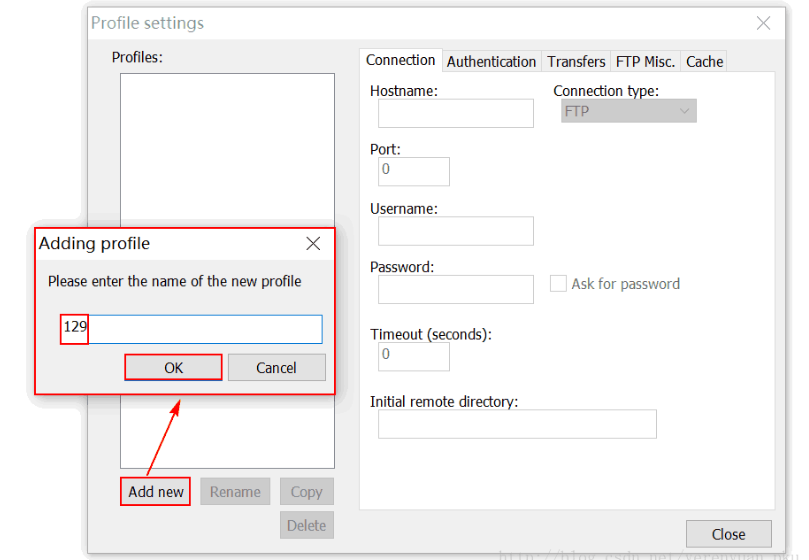 Profile settings
Profiles:
Connection Authentication Transfers FTP Misc. Cache
Hostname:
Connection type:
FTP
Port:
0
Username:
Password:
Ask for password
Timeout (seconds):
0
Initial remote directory:
Adding profile
Please enter the name of the new profile
129
OK Cancel
Add new Rename Copy
Delete
Close